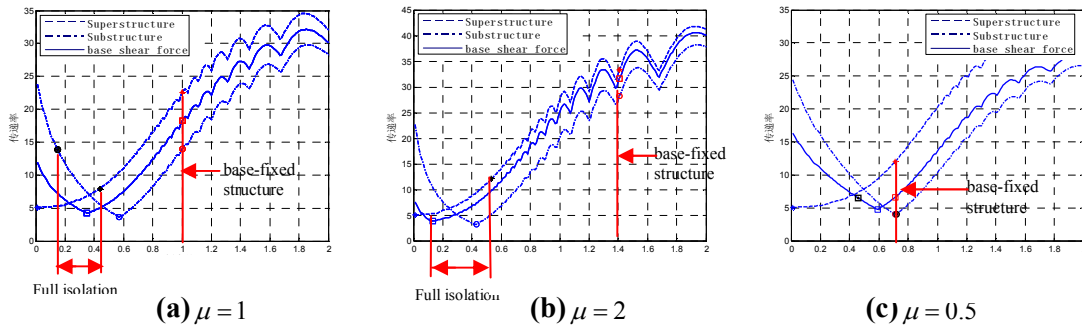 Superstructure
Substructure
base shear force
传递率
35
30
25
20
15
10
5
0
0 0.2 0.4 0.6 0.8 1 1.2 1.4 1.6 1.8 2
base-fixed
structure
Full isolation
(a) μ = 1
Superstructure
Substructure
base shear force
传递率
45
40
35
30
25
20
15
10
5
0
0 0.2 0.4 0.6 0.8 1 1.2 1.4 1.6 1.8 2
base-fixed
structure
Full isolation
(b) μ = 2
Superstructure
Substructure
base shear force
传递率
35
30
25
20
15
10
5
0
0 0.2 0.4 0.6 0.8 1 1.2 1.4 1.6 1.8 2
base-fixed
structure
(c) μ = 0.5